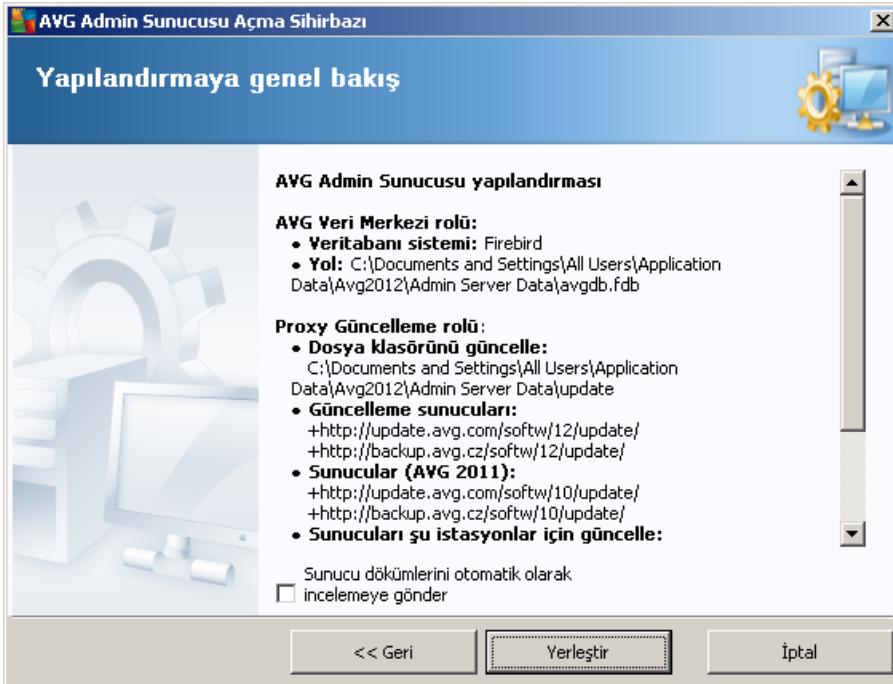 AVG Admin Sunucusu Açma Sihirbazı
Yapılandırmaya genel bakış
AVG Admin Sunucusu yapılandırması
AVG Veri Merkezi rolü:
• Veritabanı sistemi: Firebird
• Yol: C:\Documents and Settings\All Users\Application
Data\Avg2012\Admin Server Data\avgdb.fdb
Proxy Güncelleme rolü:
• Dosya klasörünü güncelle:
C:\Documents and Settings\All Users\Application
Data\Avg2012\Admin Server Data\update
• Güncelleme sunucuları:
+http://update.avg.com/softw/12/update/
+http://backup.avg.cz/softw/12/update/
• Sunucular (AVG 2011):
+http://update.avg.com/softw/10/update/
+http://backup.avg.cz/softw/10/update/
• Sunucuları şu istasyonlar için güncelle:
Sunucu dökümlerini otomatik olarak
incelemeye gönder
<< Geri
Yerleştir
İptal